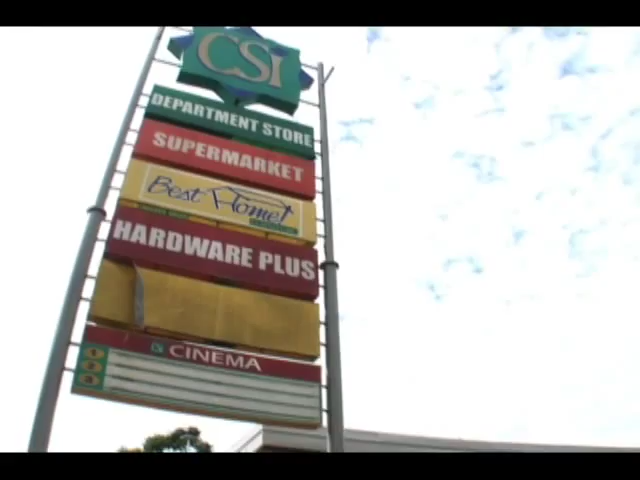 CSI
DEPARTMENT STORE
SUPERMARKET
Best Home!
HARDWARE PLUS
CINEMA
1
2
3